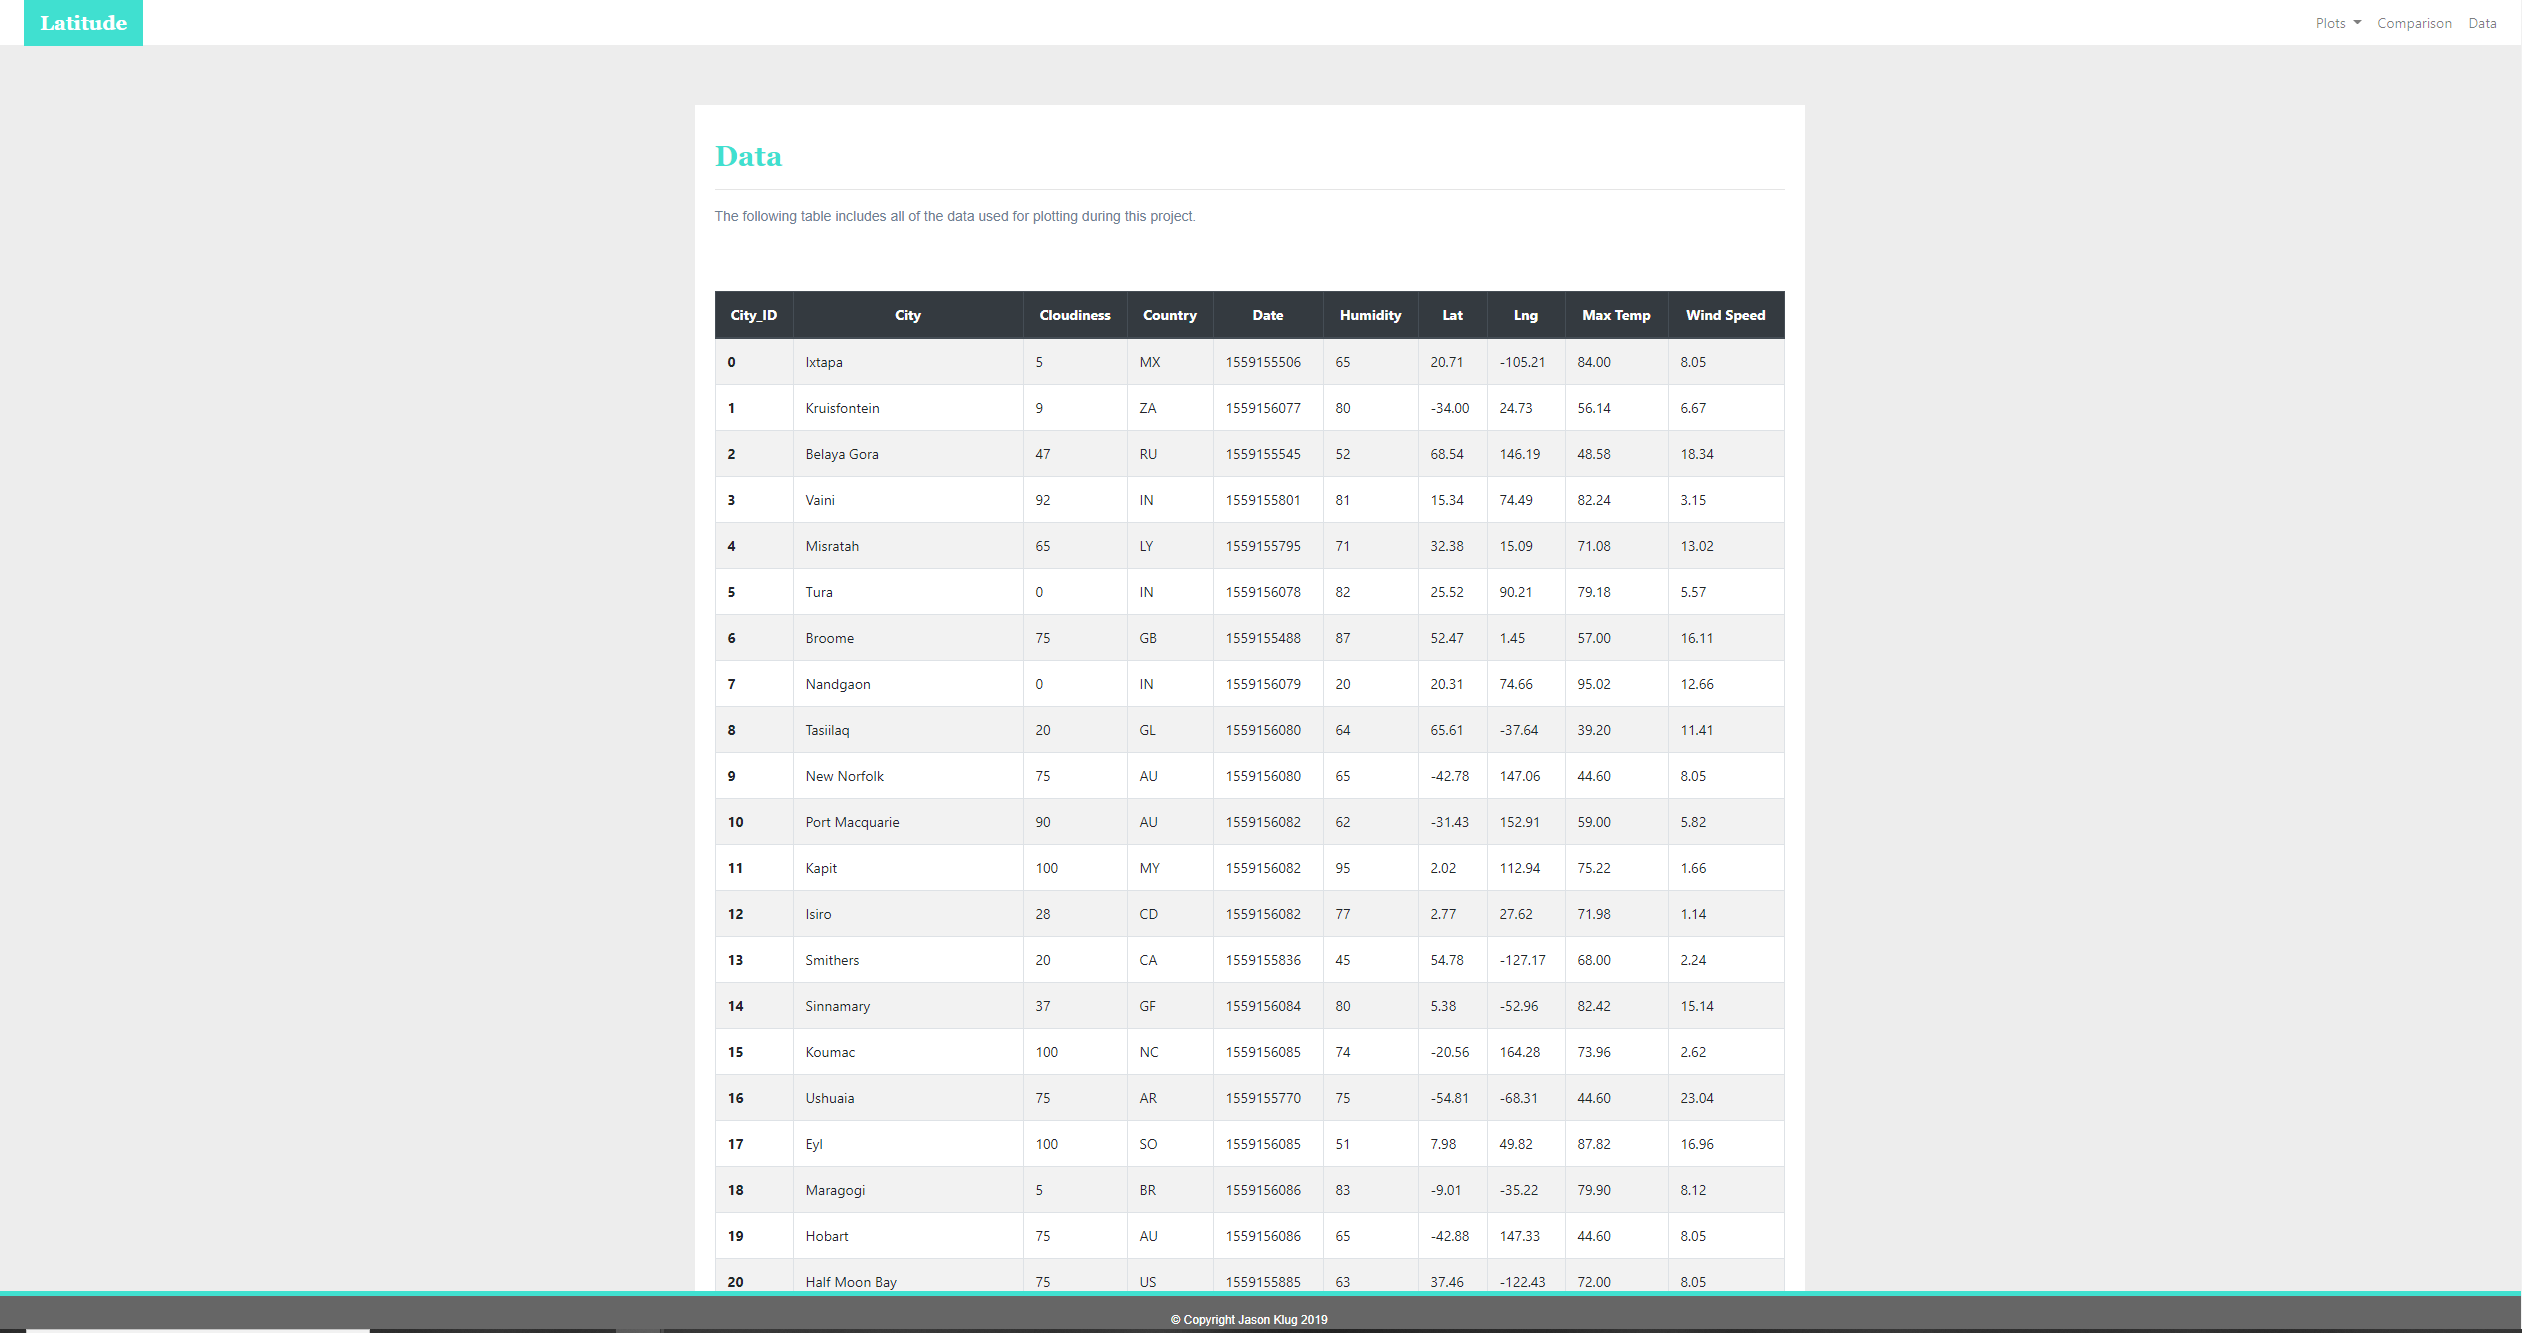 Latitude
Plots Comparison Data
Data
The following table includes all of the data used for plotting during this project.
City_ID City Cloudiness Country Date Humidity Lat Lng Max Temp Wind Speed
0 Ixtapa 5 MX 1559155506 65 20.71 -105.21 84.00 8.05
1 Kruisfontein 9 ZA 1559156077 80 -34.00 24.73 56.14 6.67
2 Belaya Gora 47 RU 1559155545 52 68.54 146.19 48.58 18.34
3 Vaini 92 IN 1559155801 81 15.34 74.49 82.24 3.15
4 Misratah 65 LY 1559155795 71 32.38 15.09 71.08 13.02
5 Tura 0 IN 1559156078 82 25.52 90.21 79.18 5.57
6 Broome 75 GB 1559155488 87 52.47 1.45 57.00 16.11
7 Nandgaon 0 IN 1559156079 20 20.31 74.66 95.02 12.66
8 Tasiilaq 20 GL 1559156080 64 65.61 -37.64 39.20 11.41
9 New Norfolk 75 AU 1559156080 65 -42.78 147.06 44.60 8.05
10 Port Macquarie 90 AU 1559156082 62 -31.43 152.91 59.00 5.82
11 Kapit 100 MY 1559156082 95 2.02 112.94 75.22 1.66
12 Isiro 28 CD 1559156082 77 2.77 27.62 71.98 1.14
13 Smithers 20 CA 1559155836 45 54.78 -127.17 68.00 2.24
14 Sinnamary 37 GF 1559156084 80 5.38 -52.96 82.42 15.14
15 Koumac 100 NC 1559156085 74 -20.56 164.28 73.96 2.62
16 Ushuaia 75 AR 1559155770 75 -54.81 -68.31 44.60 23.04
17 Eyl 100 SO 1559156085 51 7.98 49.82 87.82 16.96
18 Maragogi 5 BR 1559156086 83 -9.01 -35.22 79.90 8.12
19 Hobart 75 AU 1559156086 65 -42.88 147.33 44.60 8.05
20 Half Moon Bay 75 US 1559155885 63 37.46 -122.43 72.00 8.05
© Copyright Jason Klug 2019